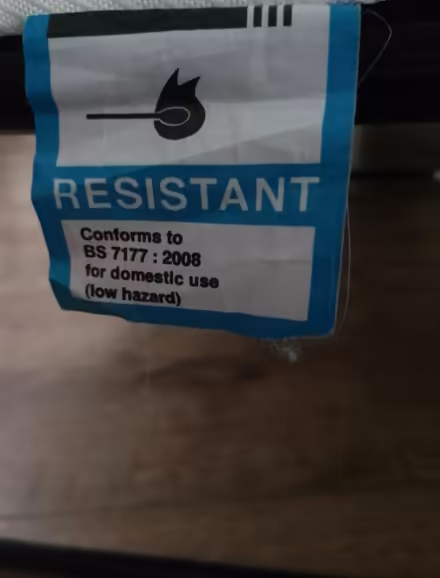 RESISTANT
Conforms to
BS 7177 : 2008
for domestic use
(low hazard)